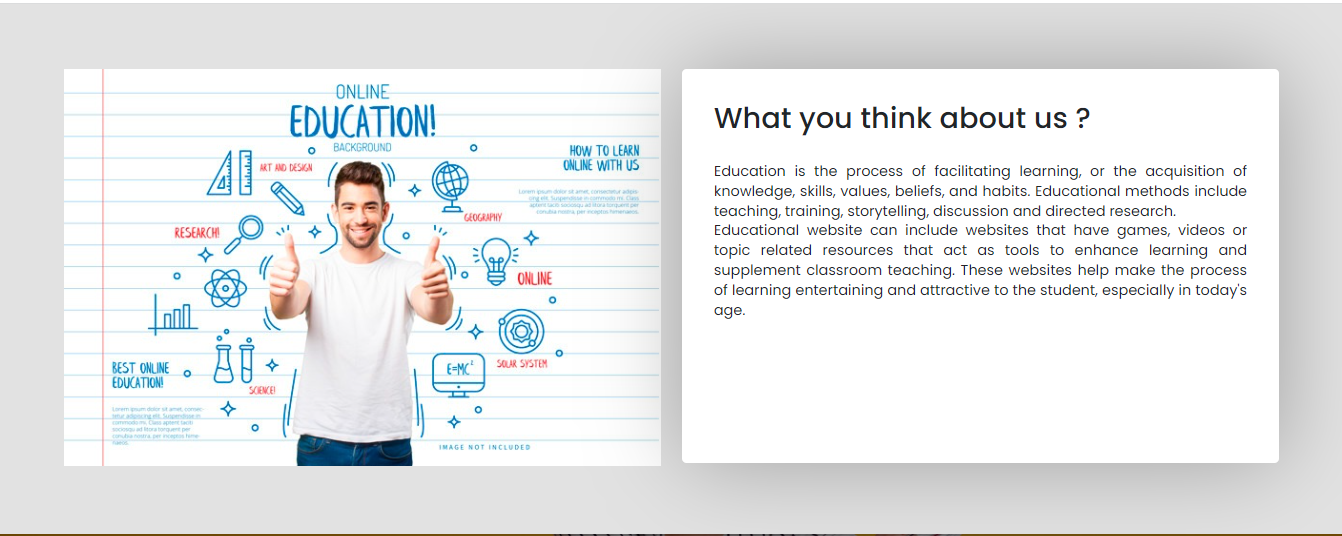 ONLINE
EDUCATION!
BACKGROUND
HOW TO LEARN
ONLINE WITH US
ART AND DESIGN
Lorem ipsum dolor sit amet, consectetur adipis-
cing elit. Suspendisse in commodo mi. Class
aptent taciti sociosqu ad litora torquent per
conubia nostra, per inceptos himenaeos.
GEOGRAPHY
RESEARCH!
ONLINE
SOLAR SYSTEM
E=MC²
BEST ONLINE
EDUCATION!
SCIENCE!
Lorem ipsum dolor sit amet, consec-
tetur adipiscing elit. Suspendisse in
commodo mi. Class aptent taciti
sociosqu ad litora torquent per
conubia nostra, per inceptos hime-
naeos.
IMAGE NOT INCLUDED
What you think about us ?
Education is the process of facilitating learning, or the acquisition of
knowledge, skills, values, beliefs, and habits. Educational methods include
teaching, training, storytelling, discussion and directed research.
Educational website can include websites that have games, videos or
topic related resources that act as tools to enhance learning and
supplement classroom teaching. These websites help make the process
of learning entertaining and attractive to the student, especially in today's
age.